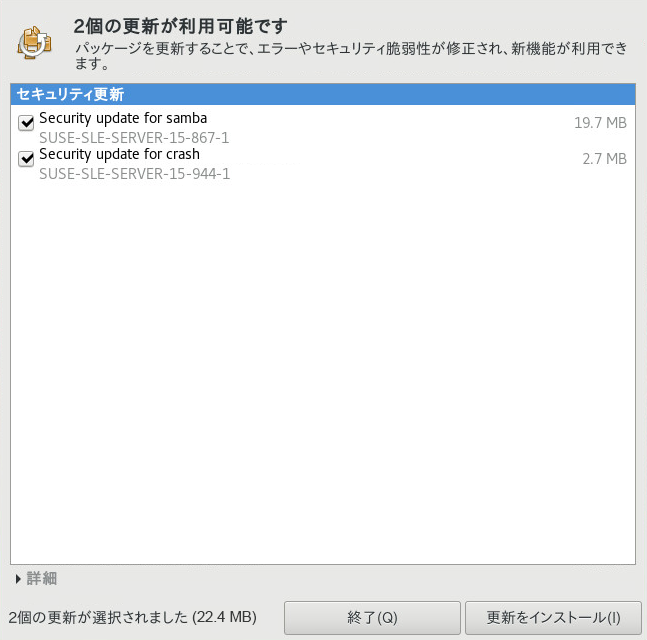 2個の更新が利用可能です
パッケージを更新することで、エラーやセキュリティ脆弱性が修正され、新機能が利用でき
ます。
セキュリティ更新
Security update for samba 19.7 MB
SUSE-SLE-SERVER-15-867-1
Security update for crash 2.7 MB
SUSE-SLE-SERVER-15-944-1
詳細
2個の更新が選択されました (22.4 MB) 終了(Q) 更新をインストール(I)